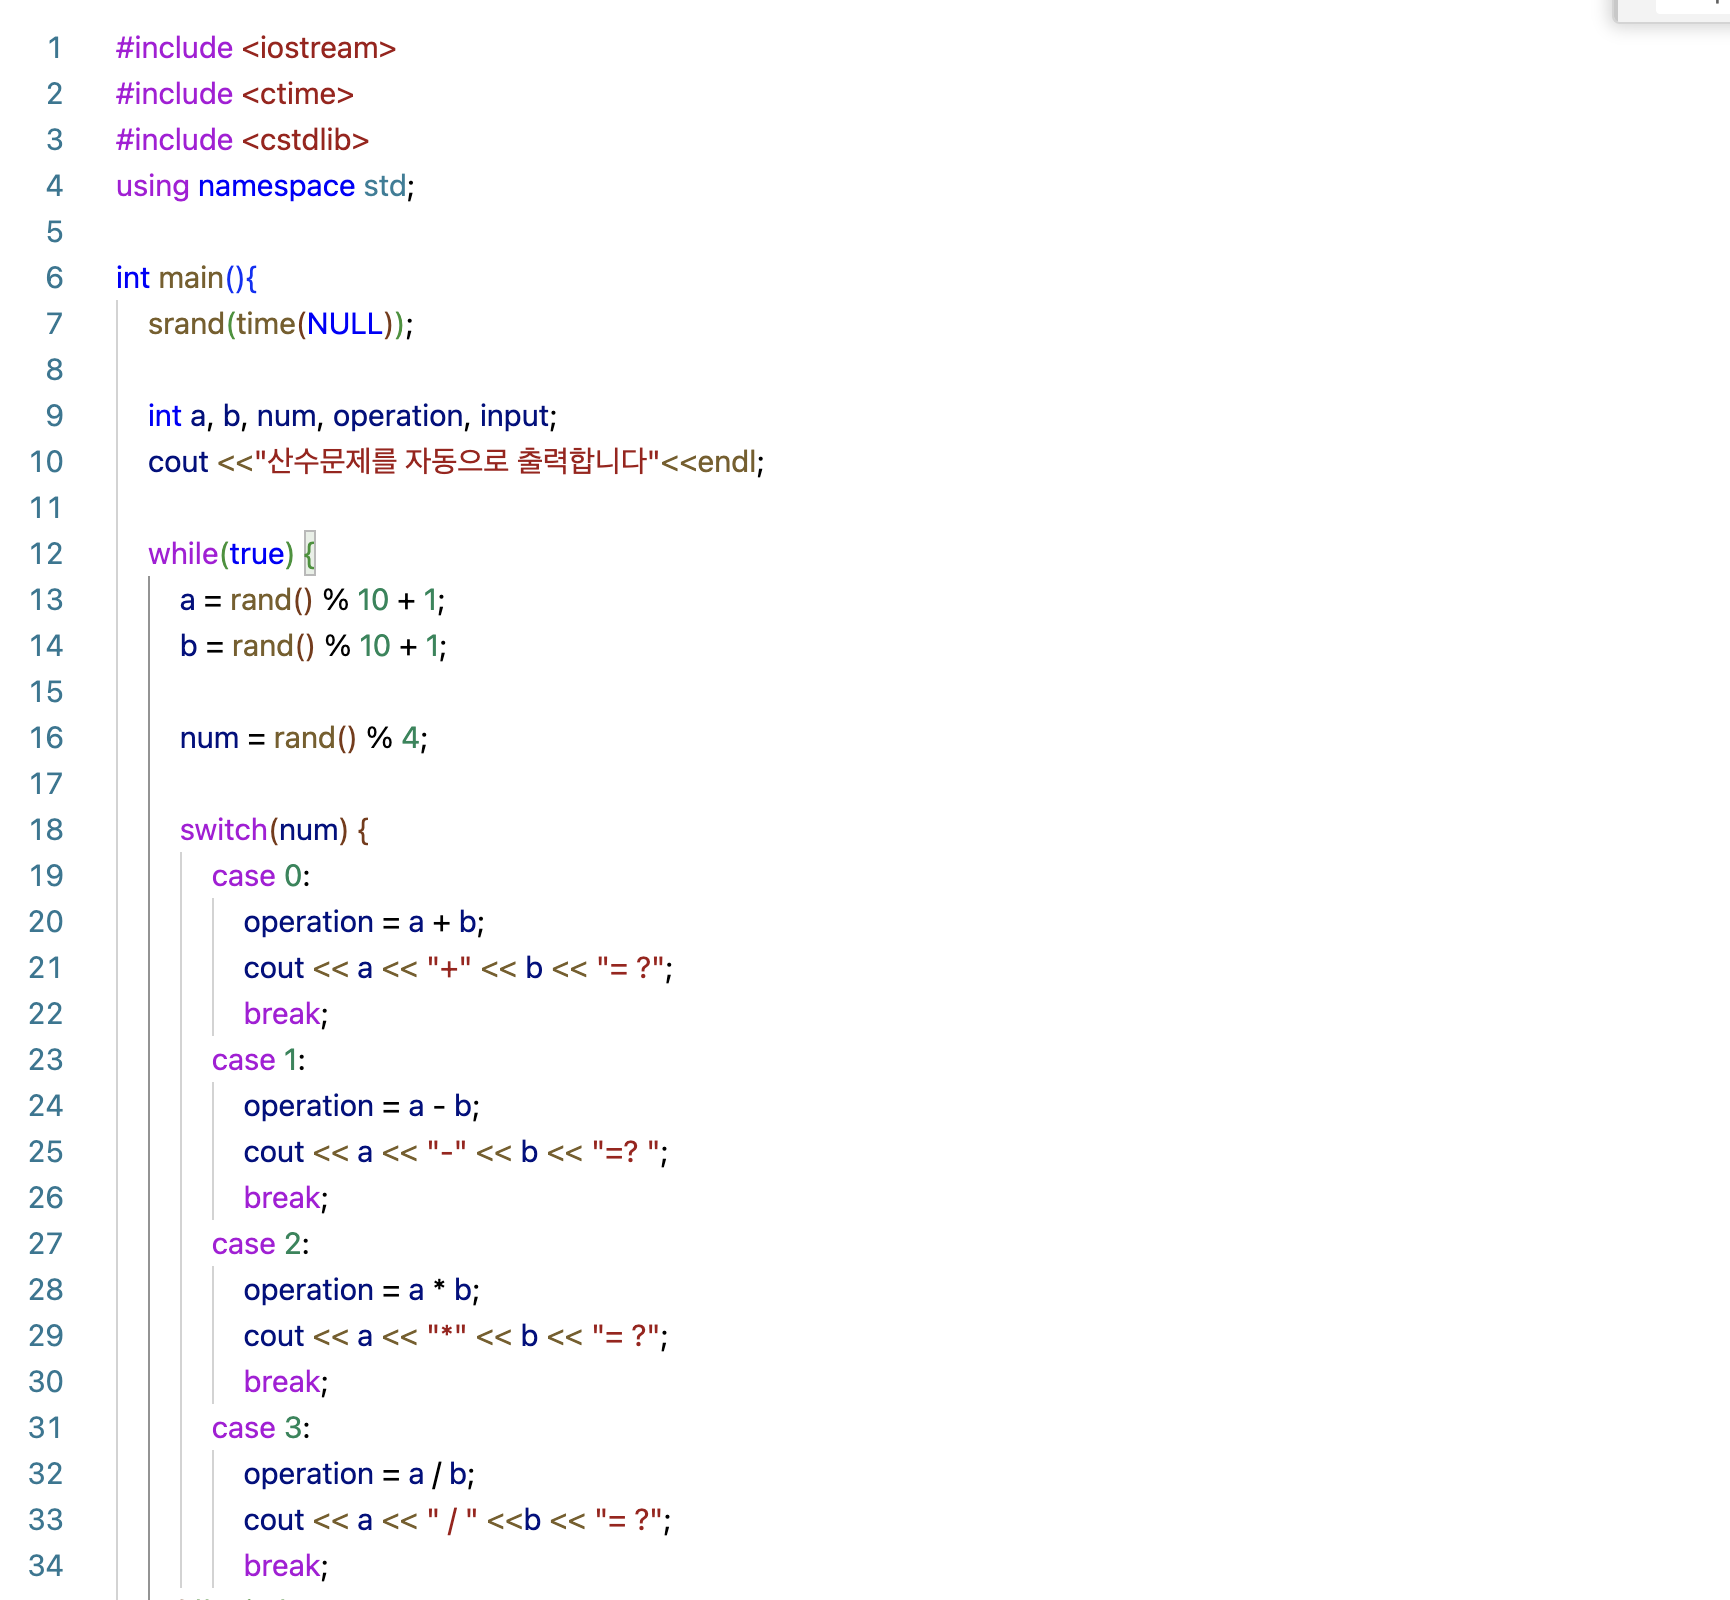 1 #include <iostream>
2 #include <ctime>
3 #include <cstdlib>
4 using namespace std;
5
6 int main(){
7 srand(time(NULL));
8
9 int a, b, num, operation, input;
10 cout <<"산수문제를 자동으로 출력합니다"<<endl;
11
12 while(true) {
13 a = rand() % 10 + 1;
14 b = rand() % 10 + 1;
15
16 num = rand() % 4;
17
18 switch(num) {
19 case 0:
20 operation = a + b;
21 cout << a << "+" << b << "= ?";
22 break;
23 case 1:
24 operation = a - b;
25 cout << a << "-" << b << "=? ";
26 break;
27 case 2:
28 operation = a * b;
29 cout << a << "*" << b << "= ?";
30 break;
31 case 3:
32 operation = a / b;
33 cout << a << " / " <<b << "= ?";
34 break;